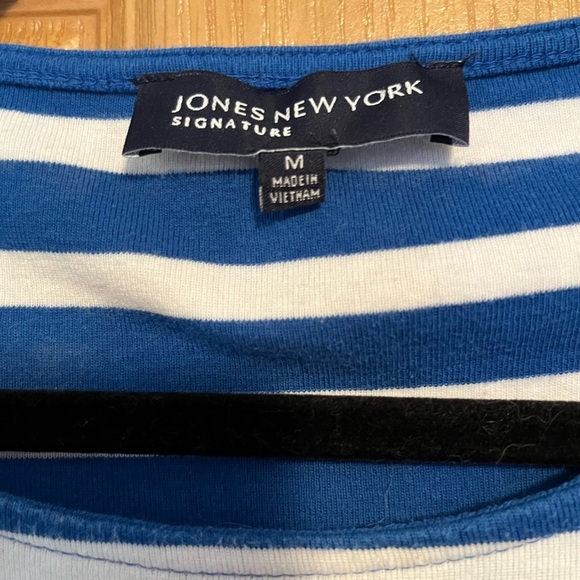 JONES NEW YORK
SIGNATURE
M
MADE IN
VIETNAM